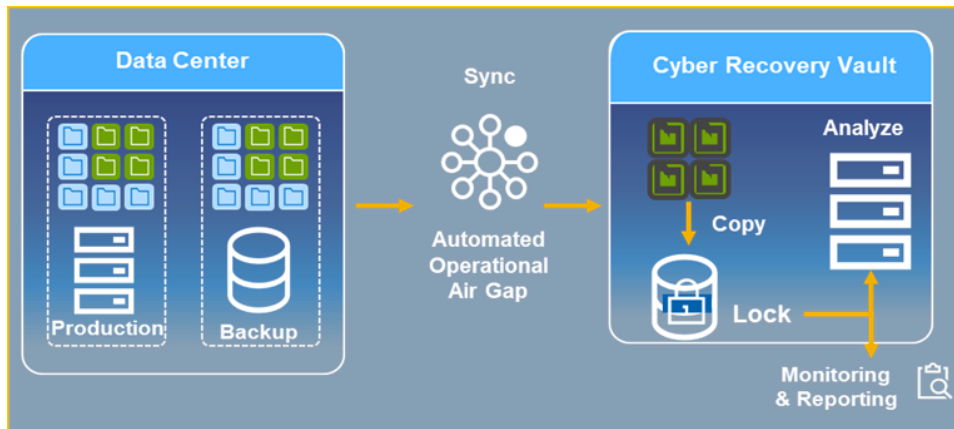 Data Center
Production
Backup
Sync
Automated
Operational
Air Gap
Cyber Recovery Vault
Analyze
Copy
Lock
Monitoring
& Reporting